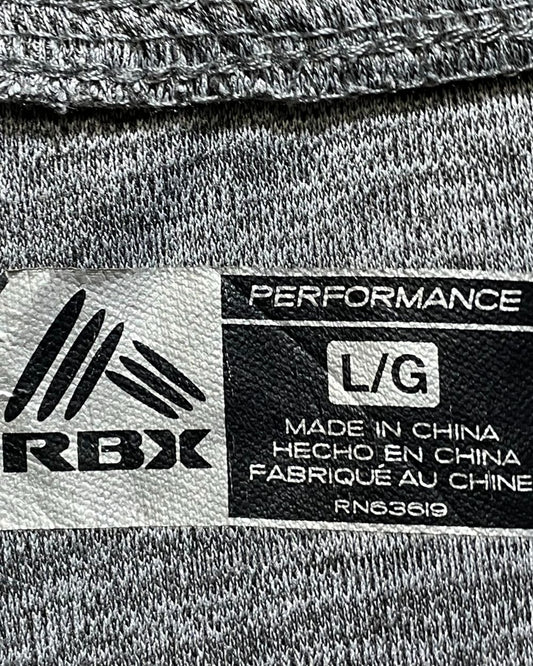 RBX
PERFORMANCE
L/G
MADE IN CHINA
HECHO EN CHINA
FABRIQUÉ AU CHINE
RN63619